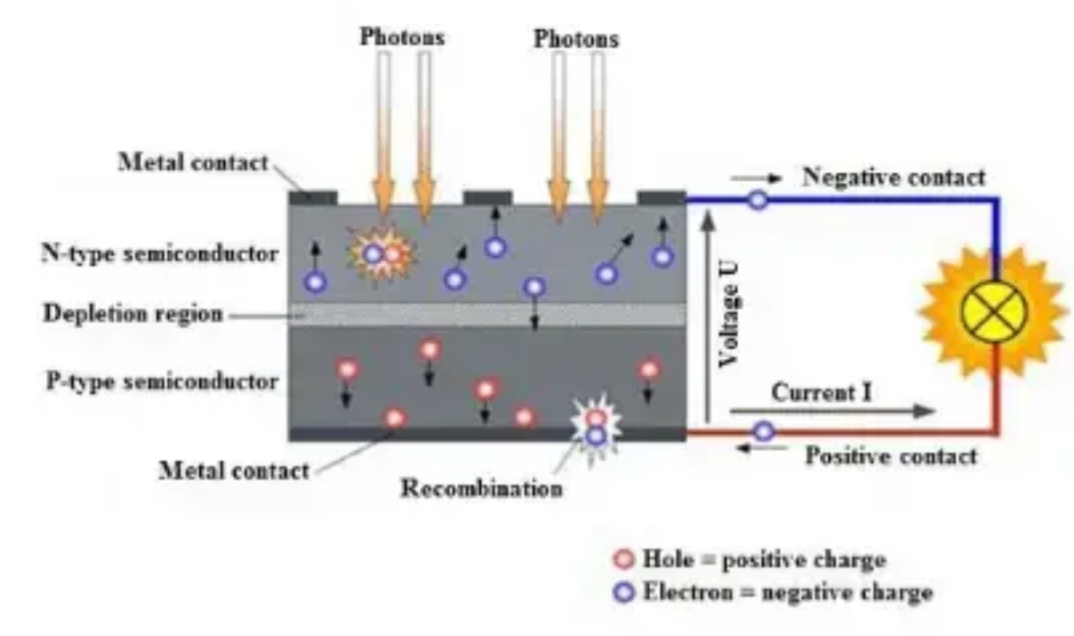 Photons
Photons
Metal contact
Negative contact
N-type semiconductor
Depletion region
Voltage U
P-type semiconductor
Current I
Positive contact
Metal contact
Recombination
Hole = positive charge
Electron = negative charge